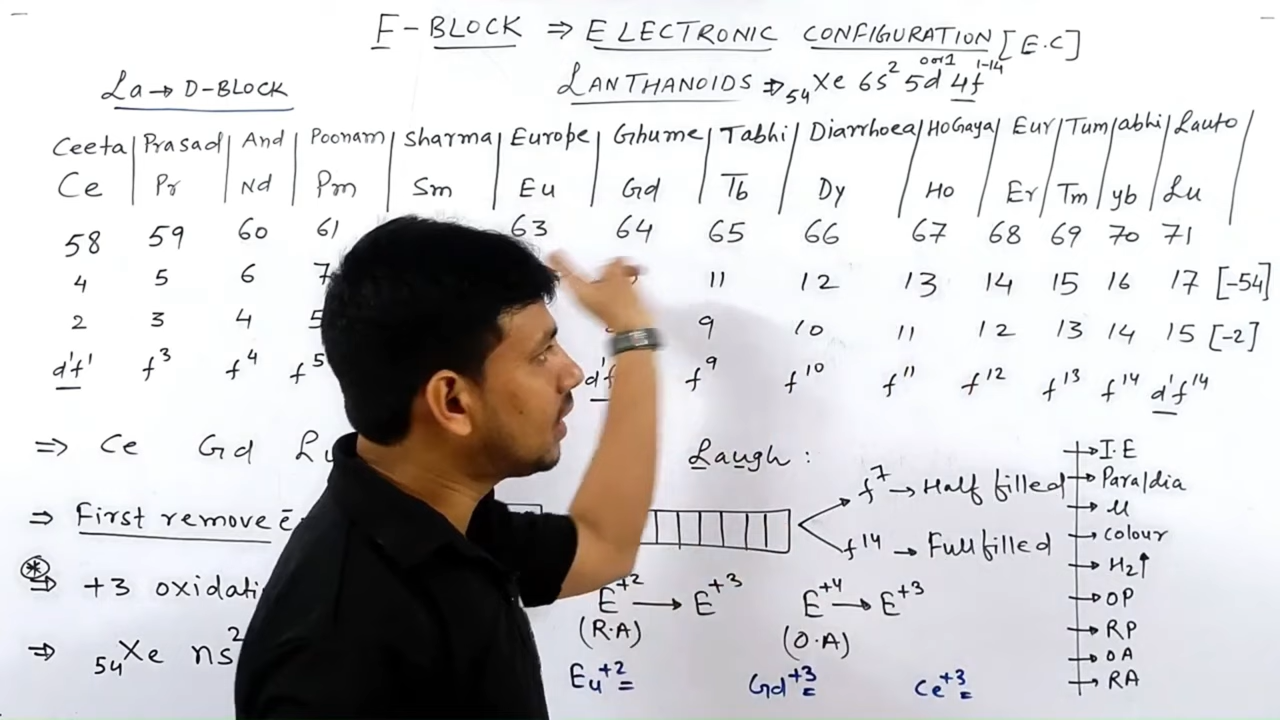 F-BLOCK ⇒ ELECTRONIC CONFIGURATION [E.C]
La → D-BLOCK
LANTHANOIDS ⇒ ₅₄Xe 6s² 5d⁰ ᵒʳ ¹ 4f¹⁻¹⁴
Ceeta | Prasad | And | Poonam | Sharma | Europe | Ghume | Tabhi | Diarrhoea | HoGaya | Eur | Tum | abhi | Lauto
Ce | Pr | Nd | Pm | Sm | Eu | Gd | Tb | Dy | Ho | Er | Tm | yb | Lu
58 59 60 61 63 64 65 66 67 68 69 70 71
4 5 6 7 11 12 13 14 15 16 17 [-54]
2 3 4 5 9 10 11 12 13 14 15 [-2]
d¹f¹ f³ f⁴ f⁵ d¹f f⁹ f¹⁰ f¹¹ f¹² f¹³ f¹⁴ d¹f¹⁴
⇒ Ce Gd Lu
Laugh :
⇒ First remove ē
f⁷ → Half filled
f¹⁴ → Full filled
⇒ +3 oxidati
E⁺² → E⁺³
(R.A)
E⁺⁴ → E⁺³
(O.A)
⇒ ₅₄Xe ns²
Eu⁺² Gd⁺³ Ce⁺³
→ I.E
→ Para/dia
→ μ
→ colour
→ H₂↑
→ OP
→ RP
→ OA
→ RA